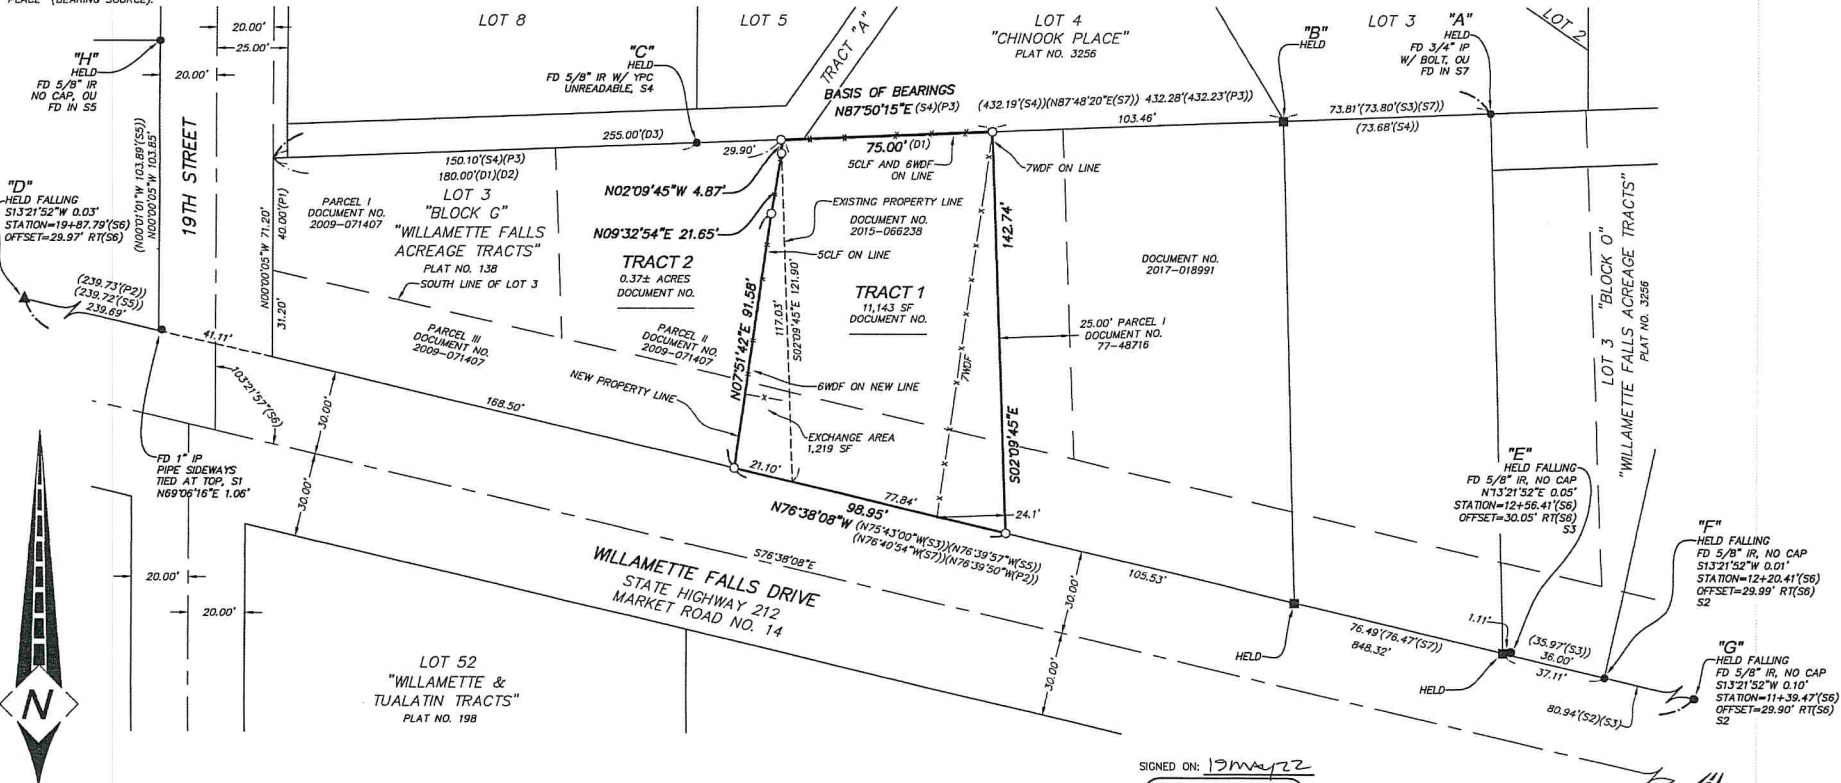 PLACE" (BEARING SOURCE).
20.00'
25.00'
20.00'
LOT 8
LOT 5
TRACT "A"
LOT 4
"CHINOOK PLACE"
PLAT NO. 3256
LOT 3
LOT 2
"H"
HELD
FD 5/8" IR
NO CAP, OU
FD IN S5
"C"
HELD
FD 5/8" IR W/ YPC
UNREADABLE, S4
"B"
HELD
"A"
HELD
FD 3/4" IP
W/ BOLT, OU
FD IN S7
BASIS OF BEARINGS
N87°50'15"E (S4)(P3)
(432.19'(S4))(N87°48'20"E(S7)) 432.28'(432.23'(P3))
103.46'
73.81'(73.80'(S3)(S7))
(73.68'(S4))
255.00'(D3)
29.90'
75.00'(D1)
5CLF AND 6WDF
ON LINE
7WDF ON LINE
150.10'(S4)(P3)
180.00'(D1)(D2)
"D"
HELD FALLING
S13°21'52"W 0.03'
STATION=19+87.79'(S6)
OFFSET=29.97' RT(S6)
(N00°01'01"W 103.89'(S5))
N00°00'05"W 103.85'
19TH STREET
N00°00'05"W 71.20'
40.00'(P1)
31.20'
PARCEL I
DOCUMENT NO.
2009-071407
LOT 3
"BLOCK G"
"WILLAMETTE FALLS
ACREAGE TRACTS"
PLAT NO. 138
SOUTH LINE OF LOT 3
N02°09'45"W 4.87'
N09°32'54"E 21.65'
EXISTING PROPERTY LINE
DOCUMENT NO.
2015-066238
5CLF ON LINE
TRACT 2
0.37± ACRES
DOCUMENT NO.
TRACT 1
11,143 SF
DOCUMENT NO.
142.74'
S02°09'45"E
DOCUMENT NO.
2017-018991
25.00' PARCEL I
DOCUMENT NO.
77-48716
N07°51'42"E 91.58'
117.03'
S02°09'45"E 121.90'
7WDF
LOT 3 "BLOCK O"
"WILLAMETTE FALLS ACREAGE TRACTS"
PLAT NO. 3256
(239.73'(P2))
(239.72'(S5))
239.69'
41.11'
103°21'57"(S6)
PARCEL III
DOCUMENT NO.
2009-071407
PARCEL II
DOCUMENT NO.
2009-071407
NEW PROPERTY LINE
6WDF ON NEW LINE
EXCHANGE AREA
1,219 SF
168.50'
30.00'
30.00'
FD 1" IP
PIPE SIDEWAYS
TIED AT TOP, S1
N69°06'16"E 1.06'
21.10'
77.84'
98.95'
24.1'
N76°38'08"W (N75°43'00"W(S3))(N76°39'57"W(S5))
(N76°40'54"W(S7))(N76°39'50"W(P2))
S76°38'08"E
WILLAMETTE FALLS DRIVE
STATE HIGHWAY 212
MARKET ROAD NO. 14
20.00'
20.00'
LOT 52
"WILLAMETTE &
TUALATIN TRACTS"
PLAT NO. 198
30.00'
30.00'
105.53'
HELD
76.49'(76.47'(S7))
848.32'
HELD
"E"
HELD FALLING
FD 5/8" IR, NO CAP
N13°21'52"E 0.05'
STATION=12+56.41'(S6)
OFFSET=30.05' RT(S6)
S3
1.11'
(35.97'(S3))
36.00'
37.11'
80.94'(S2)(S3)
"F"
HELD FALLING
FD 5/8" IR, NO CAP
S13°21'52"W 0.01'
STATION=12+20.41'(S6)
OFFSET=29.99' RT(S6)
S2
"G"
HELD FALLING
FD 5/8" IR, NO CAP
S13°21'52"W 0.10'
STATION=11+39.47'(S6)
OFFSET=29.90' RT(S6)
S2
N
SIGNED ON: 19MAY22